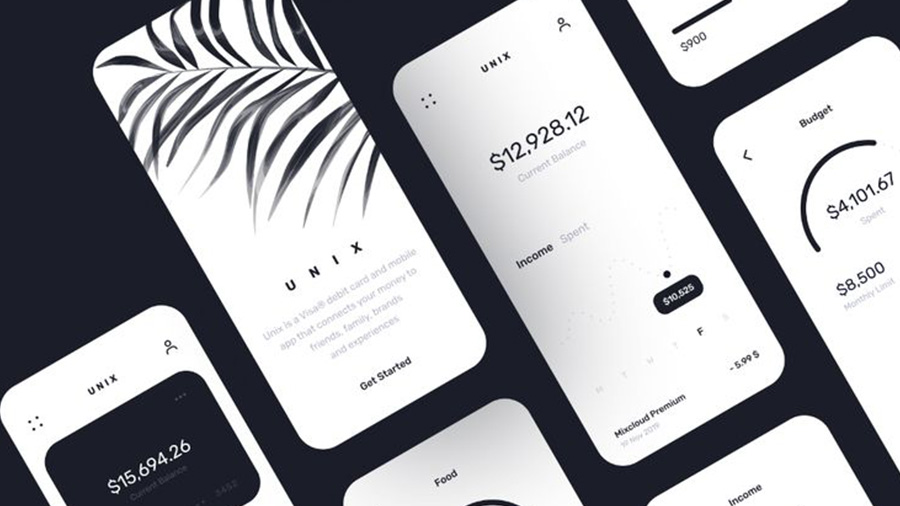 UNIX
Unix is a Visa® debit card and mobile
app that connects your money to
friends, family, brands
and experiences
Get Started
UNIX
$15,694.26
Current Balance
3452
UNIX
$12,928.12
Current Balance
Income Spent
$10,525
M T W T F S
Mixcloud Premium - 5.99 $
19 Nov 2019
Food
$900
Budget
$4,101.67
Spent
$8.500
Monthly Limit
Income